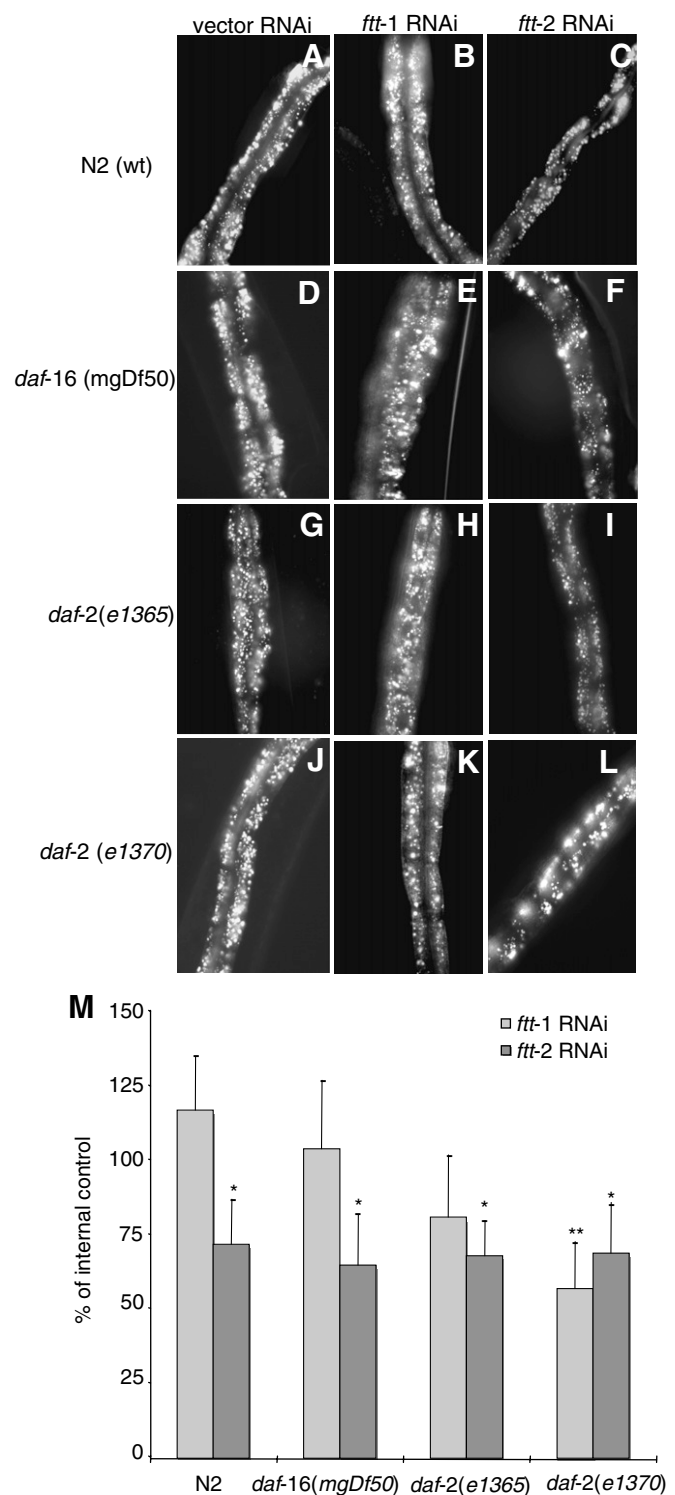 vector RNAi ftt-1 RNAi ftt-2 RNAi
A B C
N2 (wt)
D E F
daf-16 (mgDf50)
G H I
daf-2(e1365)
J K L
daf-2 (e1370)
M
150
125
100
75
50
25
0
% of internal control
ftt-1 RNAi
ftt-2 RNAi
* * * ** *
N2 daf-16(mgDf50) daf-2(e1365) daf-2(e1370)